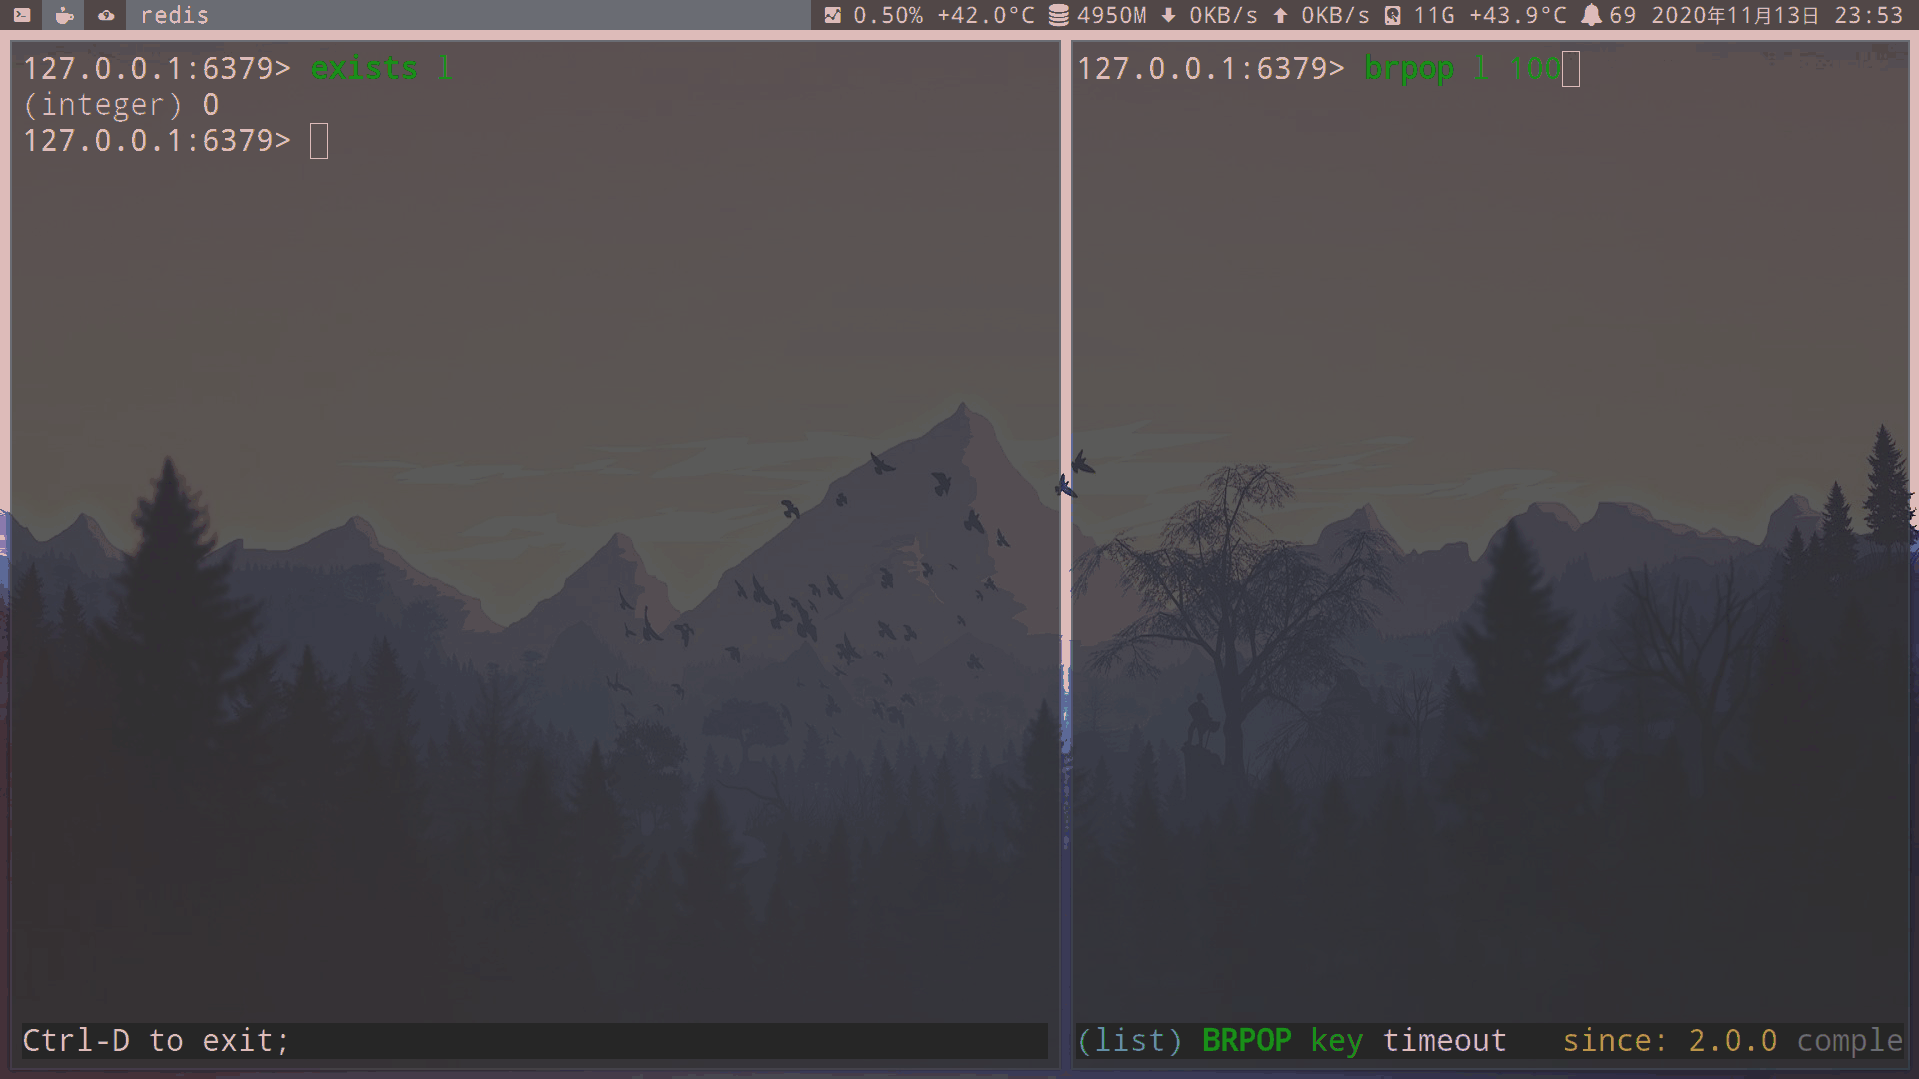 redis
0.50% +42.0°C 4950M 0KB/s 0KB/s 11G +43.9°C 69 2020年11月13日 23:53
127.0.0.1:6379> exists l
(integer) 0
127.0.0.1:6379>
Ctrl-D to exit;
127.0.0.1:6379> brpop l 100
(list) BRPOP key timeout since: 2.0.0 comple